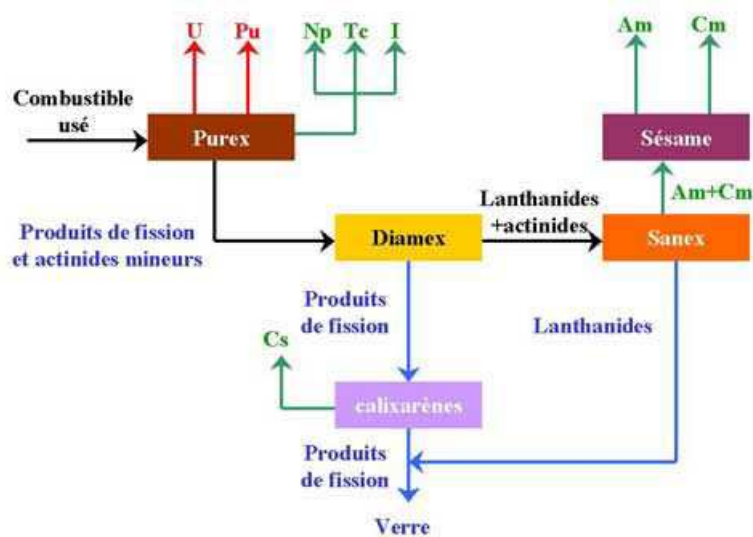 U Pu Np Tc I Am Cm
Combustible
usé
Purex
Sésame
Am+Cm
Lanthanides
+actinides
Produits de fission
et actinides mineurs
Diamex
Sanex
Produits
de fission
Lanthanides
Cs
calixarènes
Produits
de fission
Verre